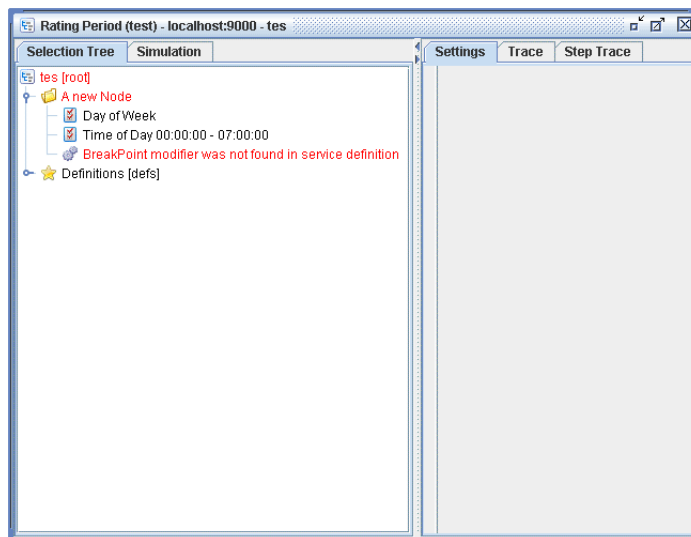 Rating Period (test) - localhost:9000 - tes
Selection Tree Simulation
Settings Trace Step Trace
tes [root]
A new Node
Day of Week
Time of Day 00:00:00 - 07:00:00
BreakPoint modifier was not found in service definition
Definitions [defs]